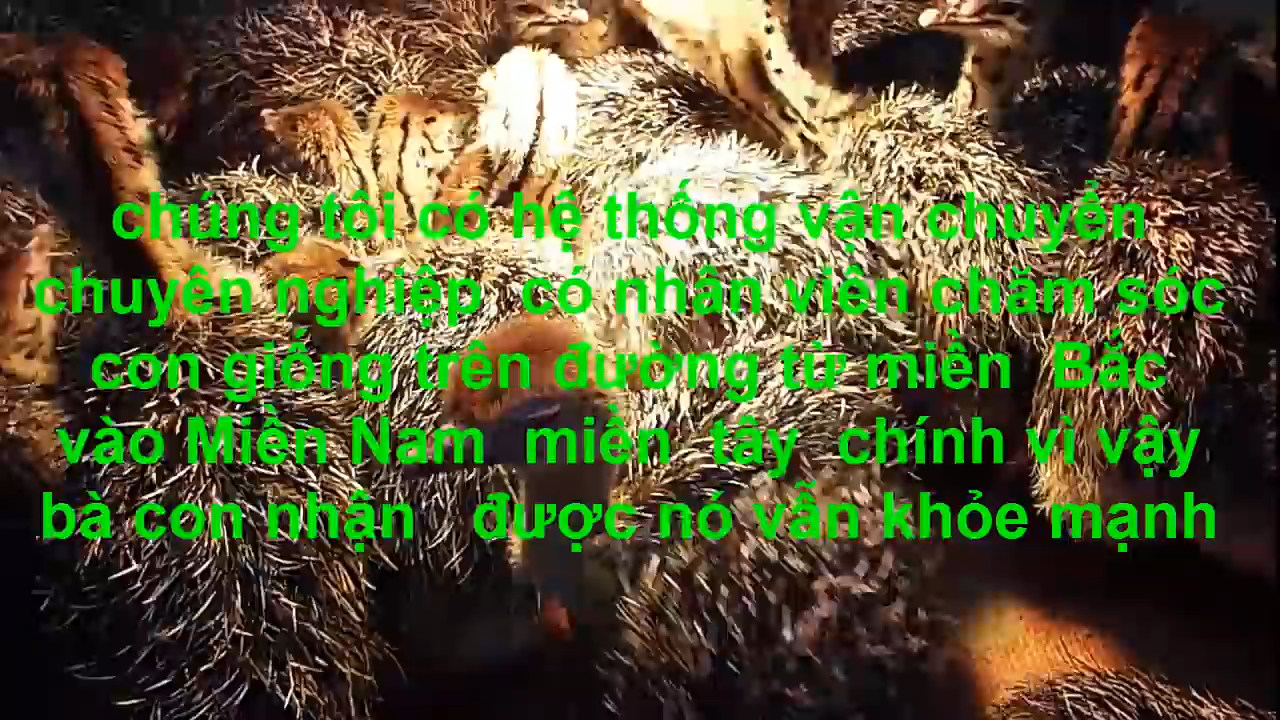 chúng tôi có hệ thống vận chuyển
chuyên nghiệp có nhân viên chăm sóc
con giống trên đường từ miền Bắc
vào Miền Nam miền tây chính vì vậy
bà con nhận được nó vẫn khỏe mạnh